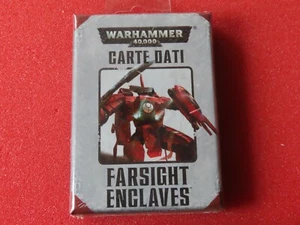 WARHAMMER
40,000
CARTE DATI
FARSIGHT
ENCLAVES